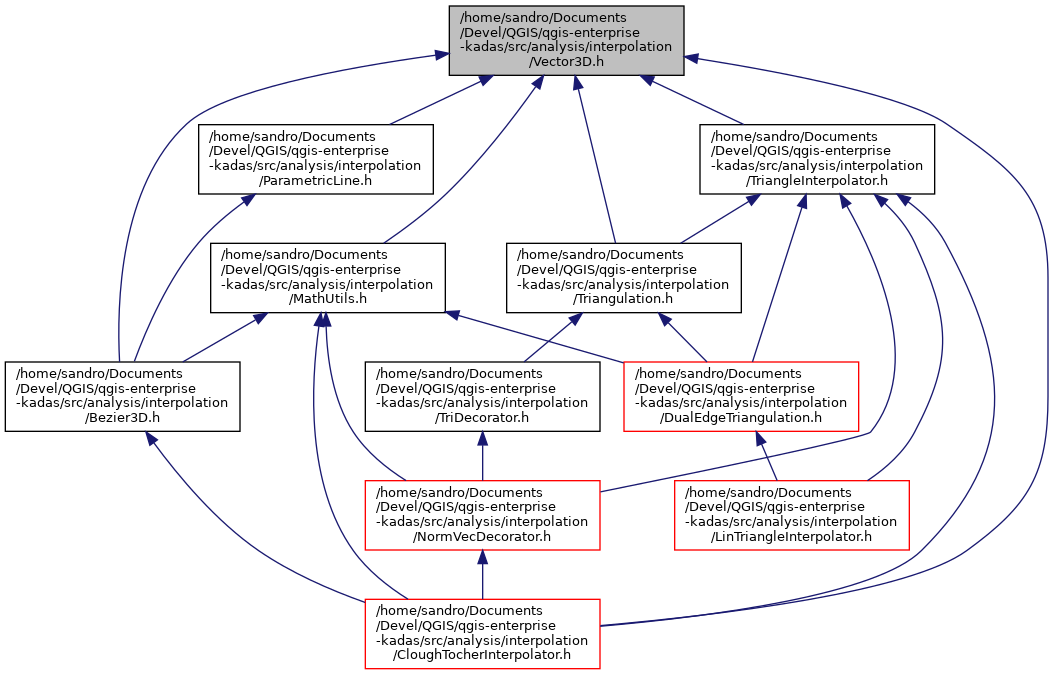 /home/sandro/Documents
/Devel/QGIS/qgis-enterprise
-kadas/src/analysis/interpolation
/Vector3D.h
/home/sandro/Documents
/Devel/QGIS/qgis-enterprise
-kadas/src/analysis/interpolation
/ParametricLine.h
/home/sandro/Documents
/Devel/QGIS/qgis-enterprise
-kadas/src/analysis/interpolation
/TriangleInterpolator.h
/home/sandro/Documents
/Devel/QGIS/qgis-enterprise
-kadas/src/analysis/interpolation
/MathUtils.h
/home/sandro/Documents
/Devel/QGIS/qgis-enterprise
-kadas/src/analysis/interpolation
/Triangulation.h
/home/sandro/Documents
/Devel/QGIS/qgis-enterprise
-kadas/src/analysis/interpolation
/Bezier3D.h
/home/sandro/Documents
/Devel/QGIS/qgis-enterprise
-kadas/src/analysis/interpolation
/TriDecorator.h
/home/sandro/Documents
/Devel/QGIS/qgis-enterprise
-kadas/src/analysis/interpolation
/DualEdgeTriangulation.h
/home/sandro/Documents
/Devel/QGIS/qgis-enterprise
-kadas/src/analysis/interpolation
/NormVecDecorator.h
/home/sandro/Documents
/Devel/QGIS/qgis-enterprise
-kadas/src/analysis/interpolation
/LinTriangleInterpolator.h
/home/sandro/Documents
/Devel/QGIS/qgis-enterprise
-kadas/src/analysis/interpolation
/CloughTocherInterpolator.h